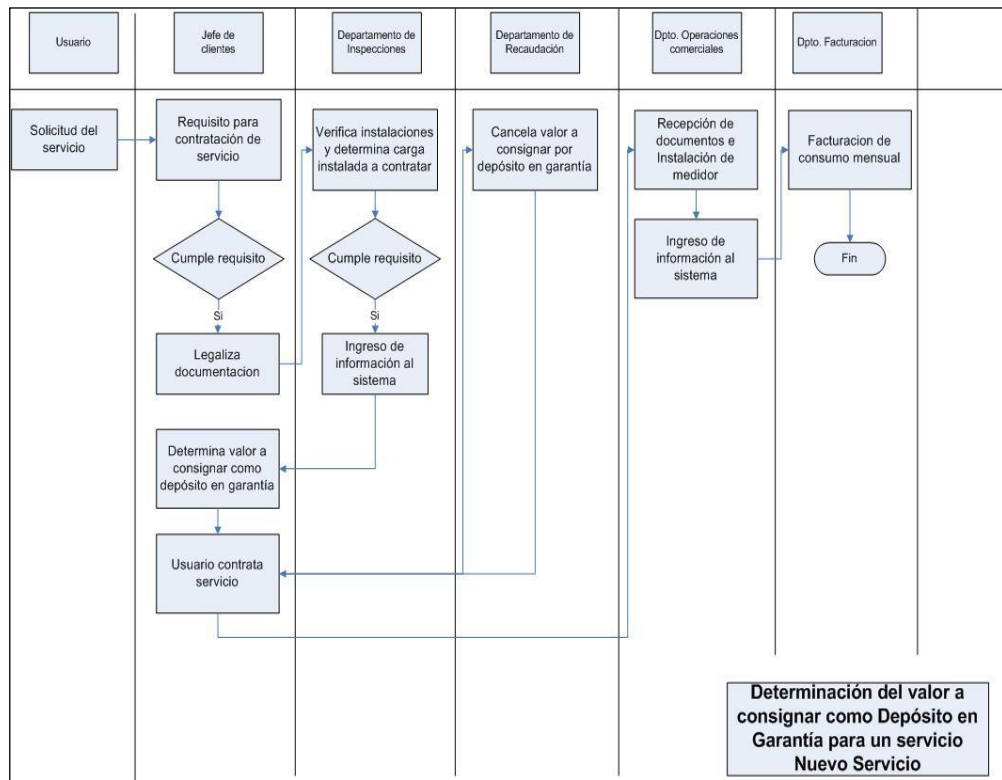 Usuario
Jefe de
clientes
Departamento de
Inspecciones
Departamento de
Recaudación
Dpto. Operaciones
comerciales
Dpto. Facturacion
Solicitud del
servicio
Requisito para
contratación de
servicio
Cumple requisito
Si
Legaliza
documentacion
Determina valor a
consignar como
depósito en
garantía
Usuario contrata
servicio
Verifica instalaciones
y determina carga
instalada a contratar
Cumple requisito
Si
Ingreso de
información al
sistema
Cancela valor a
consignar por
depósito en garantía
Recepción de
documentos e
Instalación de
medidor
Ingreso de
información al
sistema
Facturacion de
consumo mensual
Fin
Determinación del valor a
consignar como Depósito en
Garantía para un servicio
Nuevo Servicio